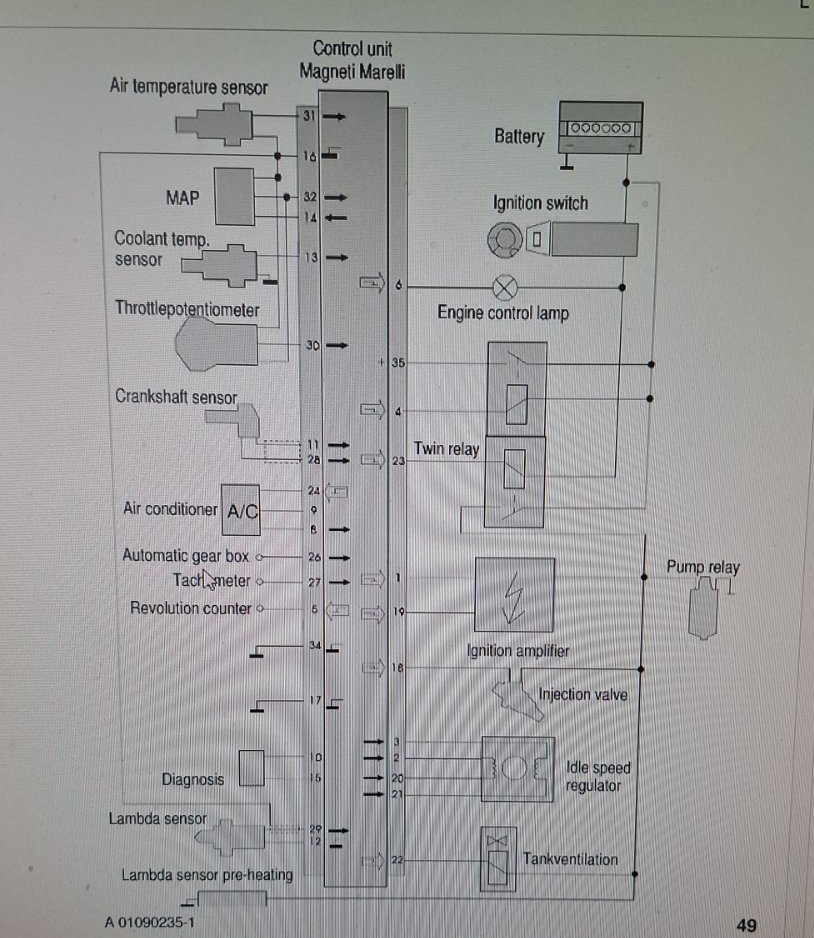 Control unit
Magneti Marelli
Air temperature sensor
31
Battery
16
MAP
32
14
Ignition switch
Coolant temp.
sensor
13
6
Engine control lamp
Throttlepotentiometer
30
+ 35
Crankshaft sensor
4
11
28
23
Twin relay
24
Air conditioner
A/C
9
8
Automatic gear box
26
Tachometer
27
1
Pump relay
Revolution counter
5
19
Ignition amplifier
34
18
Injection valve
17
3
10
2
Idle speed
regulator
Diagnosis
15
20
21
Lambda sensor
29
12
22
Tankventilation
Lambda sensor pre-heating
A 01090235-1
49